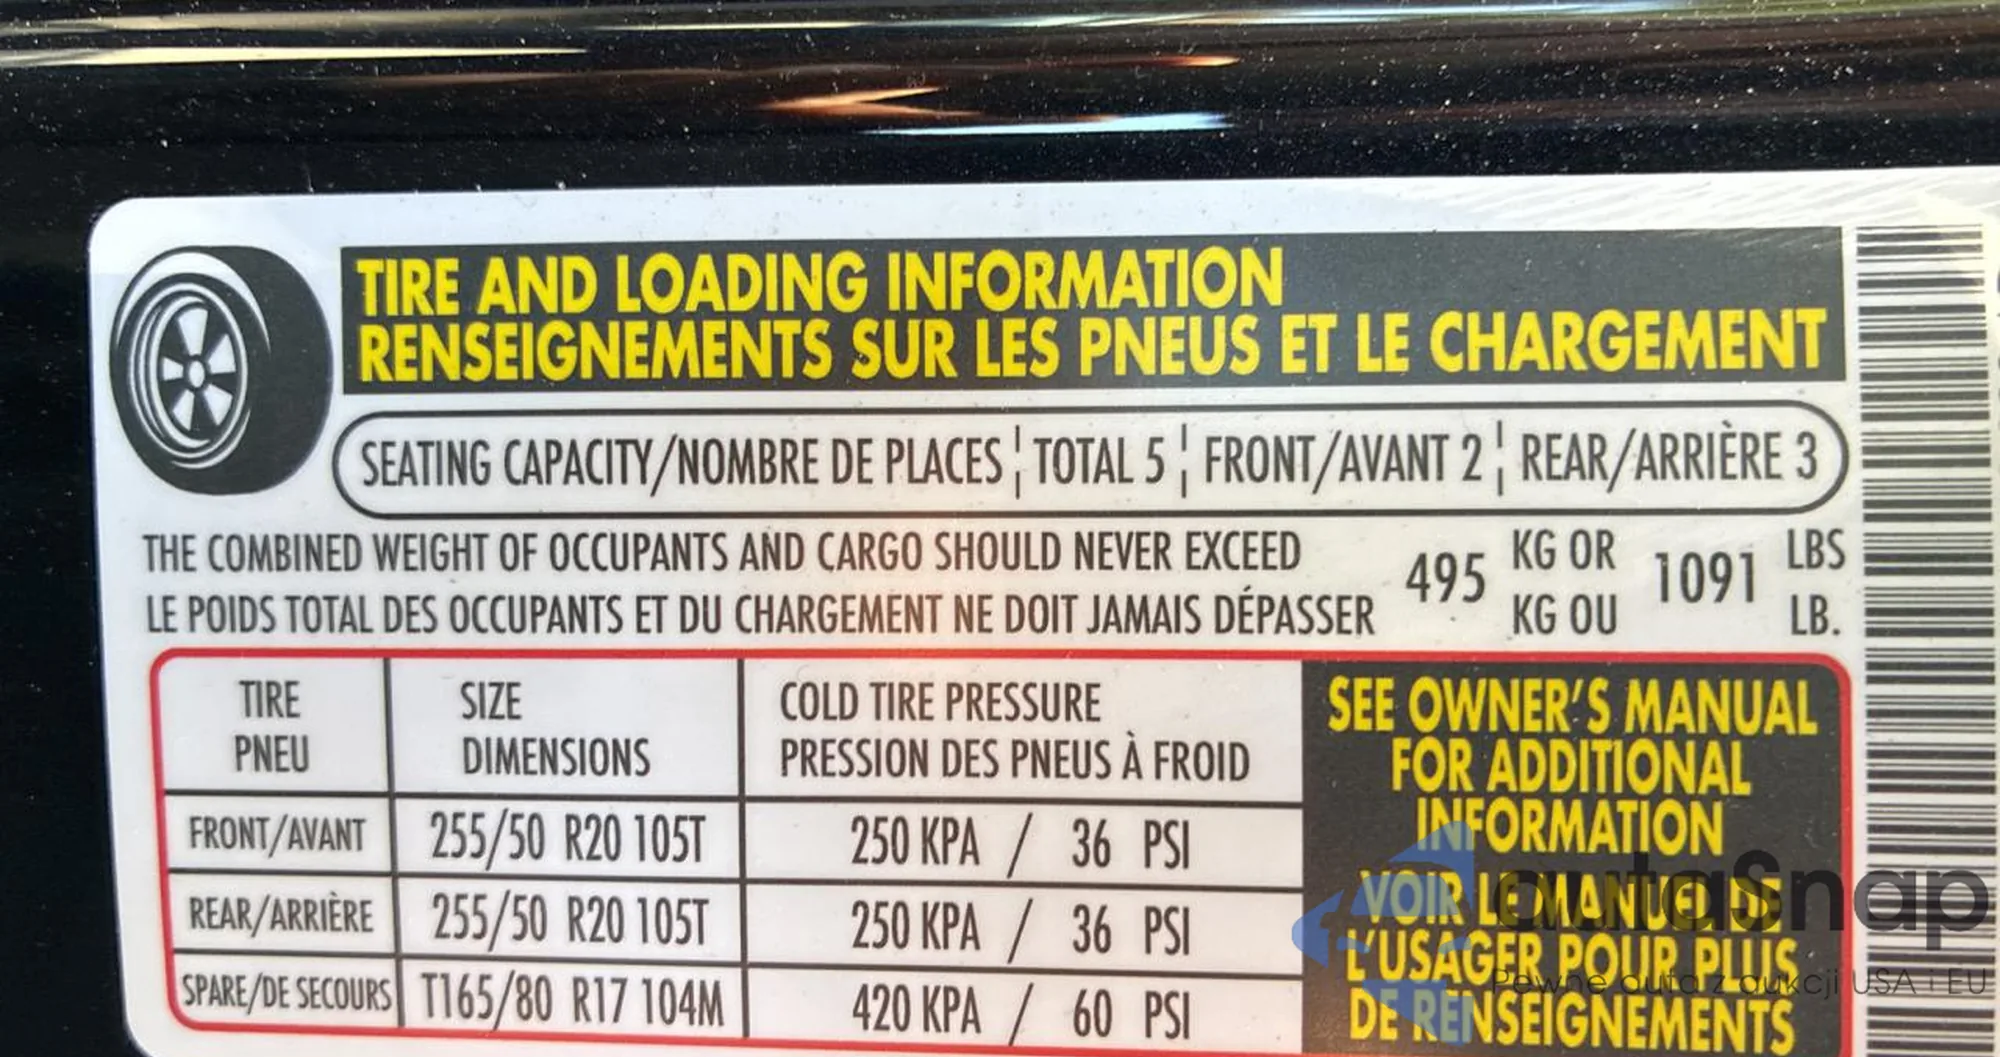 TIRE AND LOADING INFORMATION
RENSEIGNEMENTS SUR LES PNEUS ET LE CHARGEMENT
SEATING CAPACITY/NOMBRE DE PLACES ¦ TOTAL 5 ¦ FRONT/AVANT 2 ¦ REAR/ARRIÈRE 3
THE COMBINED WEIGHT OF OCCUPANTS AND CARGO SHOULD NEVER EXCEED 495 KG OR 1091 LBS
LE POIDS TOTAL DES OCCUPANTS ET DU CHARGEMENT NE DOIT JAMAIS DÉPASSER KG OU LB.
TIRE SIZE COLD TIRE PRESSURE
PNEU DIMENSIONS PRESSION DES PNEUS À FROID
FRONT/AVANT 255/50 R20 105T 250 KPA / 36 PSI
REAR/ARRIÈRE 255/50 R20 105T 250 KPA / 36 PSI
SPARE/DE SECOURS T165/80 R17 104M 420 KPA / 60 PSI
SEE OWNER'S MANUAL
FOR ADDITIONAL
INFORMATION
VOIR LE MANUEL DE
L'USAGER POUR PLUS
DE RENSEIGNEMENTS
autaSnap
Pewne auta z aukcji USA i EU